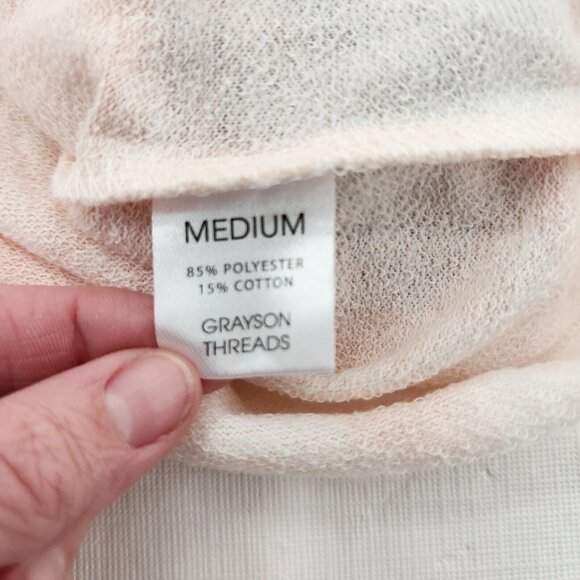 MEDIUM
85% POLYESTER
15% COTTON
GRAYSON
THREADS